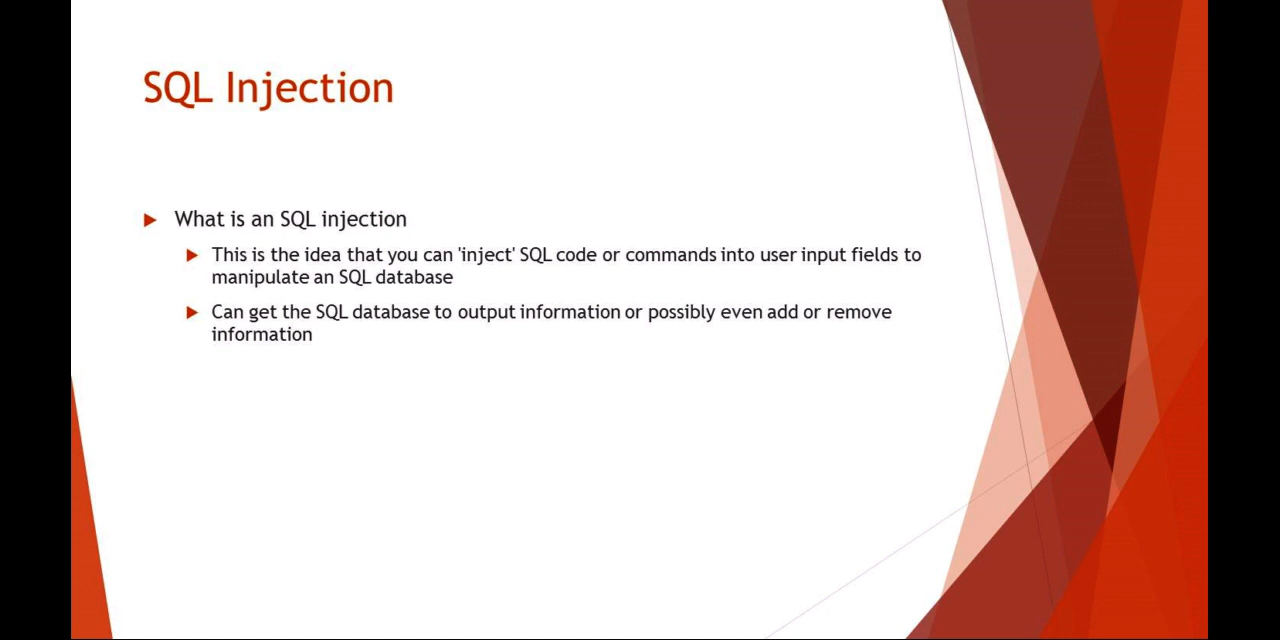 SQL Injection
What is an SQL injection
This is the idea that you can 'inject' SQL code or commands into user input fields to
manipulate an SQL database
Can get the SQL database to output information or possibly even add or remove
information